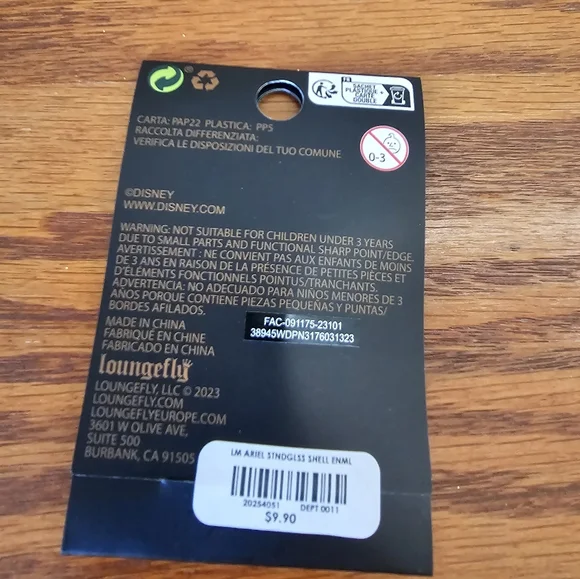 FR
SACHET
PLASTIQUE +
CARTE
DOUBLE
CARTA: PAP22 PLASTICA: PP5
RACCOLTA DIFFERENZIATA:
VERIFICA LE DISPOSIZIONI DEL TUO COMUNE
0-3
©DISNEY
WWW.DISNEY.COM
WARNING: NOT SUITABLE FOR CHILDREN UNDER 3 YEARS
DUE TO SMALL PARTS AND FUNCTIONAL SHARP POINT/EDGE.
AVERTISSEMENT : NE CONVIENT PAS AUX ENFANTS DE MOINS
DE 3 ANS EN RAISON DE LA PRESENCE DE PETITES PIÈCES ET
D'ÉLÉMENTS FONCTIONNELS POINTUS/TRANCHANTS.
ADVERTENCIA: NO ADECUADO PARA NIÑOS MENORES DE 3
AÑOS PORQUE CONTIENE PIEZAS PEQUEÑAS Y PUNTAS/
BORDES AFILADOS.
FAC-091175-23101
38945WDPN3176031323
MADE IN CHINA
FABRIQUÉ EN CHINE
FABRICADO EN CHINA
loungefly
LOUNGEFLY, LLC © 2023
LOUNGEFLY.COM
LOUNGEFLYEUROPE.COM
3601 W OLIVE AVE,
SUITE 500
BURBANK, CA 91505
LM ARIEL STNDGLSS SHELL ENML
20254051 DEPT 0011
$9.90